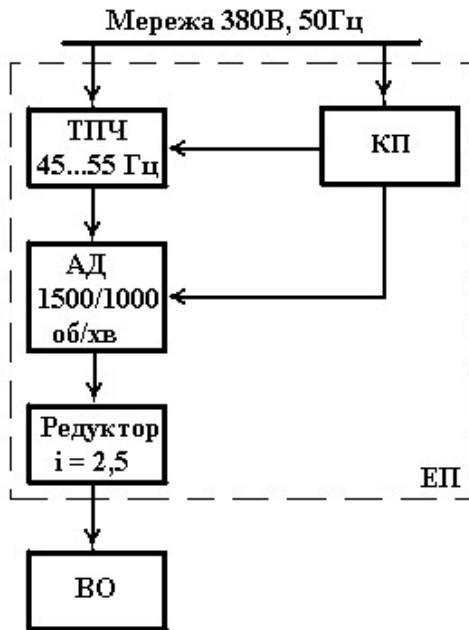 Мережа 380В, 50Гц
ТПЧ
45...55 Гц
КП
АД
1500/1000
об/хв
Редуктор
i = 2,5
ЕП
ВО